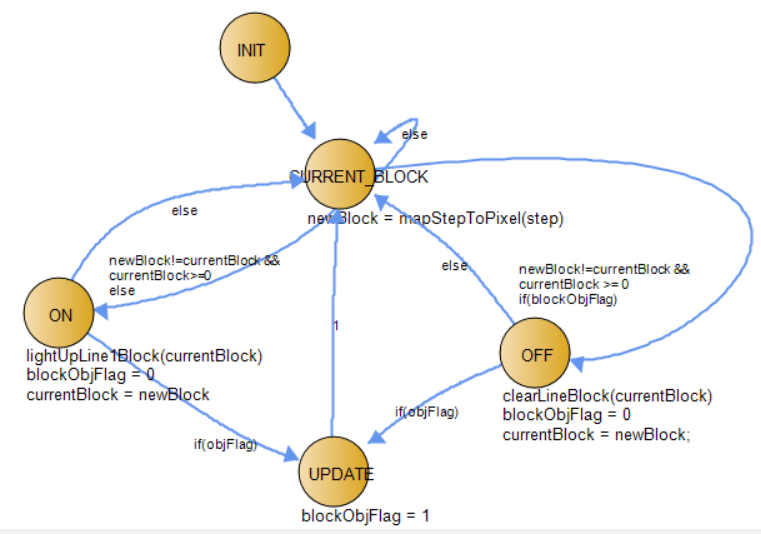 INIT
else
CURRENT_BLOCK
newBlock = mapStepToPixel(step)
else
newBlock!=currentBlock &&
currentBlock>=0
else
else
newBlock!=currentBlock &&
currentBlock >= 0
if(blockObjFlag)
ON
lightUpLine1Block(currentBlock)
blockObjFlag = 0
currentBlock = newBlock
1
OFF
clearLineBlock(currentBlock)
blockObjFlag = 0
currentBlock = newBlock;
if(objFlag)
if(objFlag)
UPDATE
blockObjFlag = 1